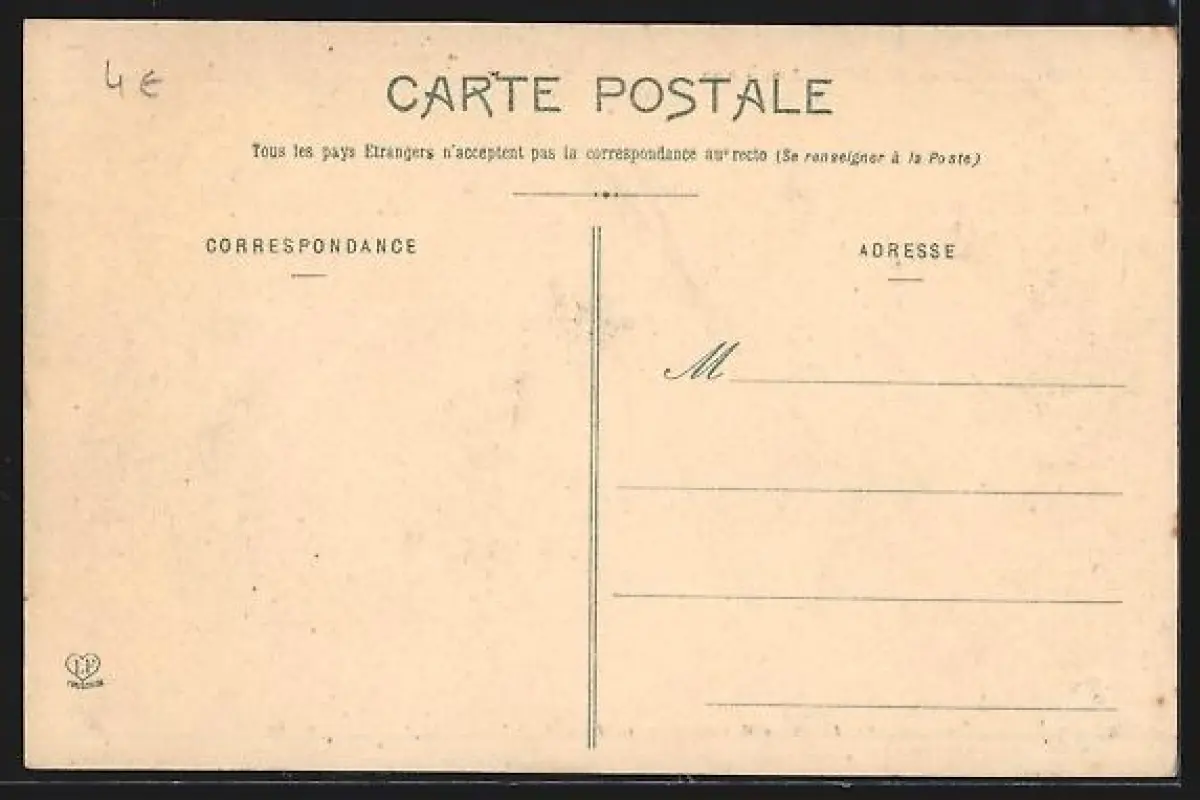 4 €
CARTE POSTALE
Tous les pays Etrangers n'acceptent pas la correspondance au recto (Se renseigner à la Poste)
CORRESPONDANCE
ADRESSE
M